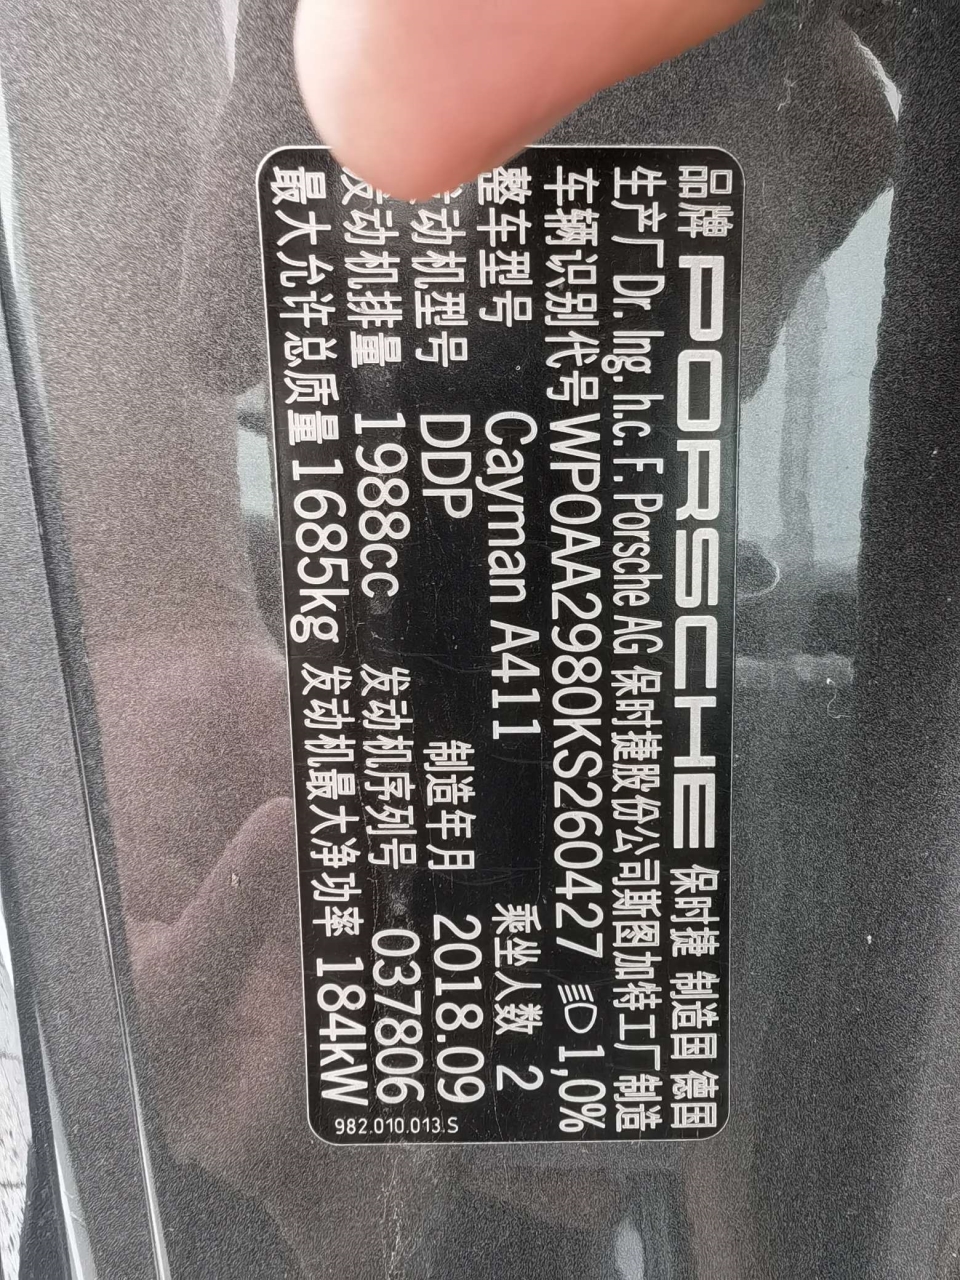 品牌 PORSCHE 保时捷 制造国 德国
生产厂 Dr. Ing. h.c. F. Porsche AG 保时捷股份公司斯图加特工厂制造
车辆识别代号 WP0AA2980KS260427 1,0%
整车型号 Cayman A411 乘坐人数 2
动机型号 DDP 制造年月 2018.09
发动机排量 1988cc 发动机序列号 037806
最大允许总质量 1685kg 发动机最大净功率 184kW
982.010.013.S